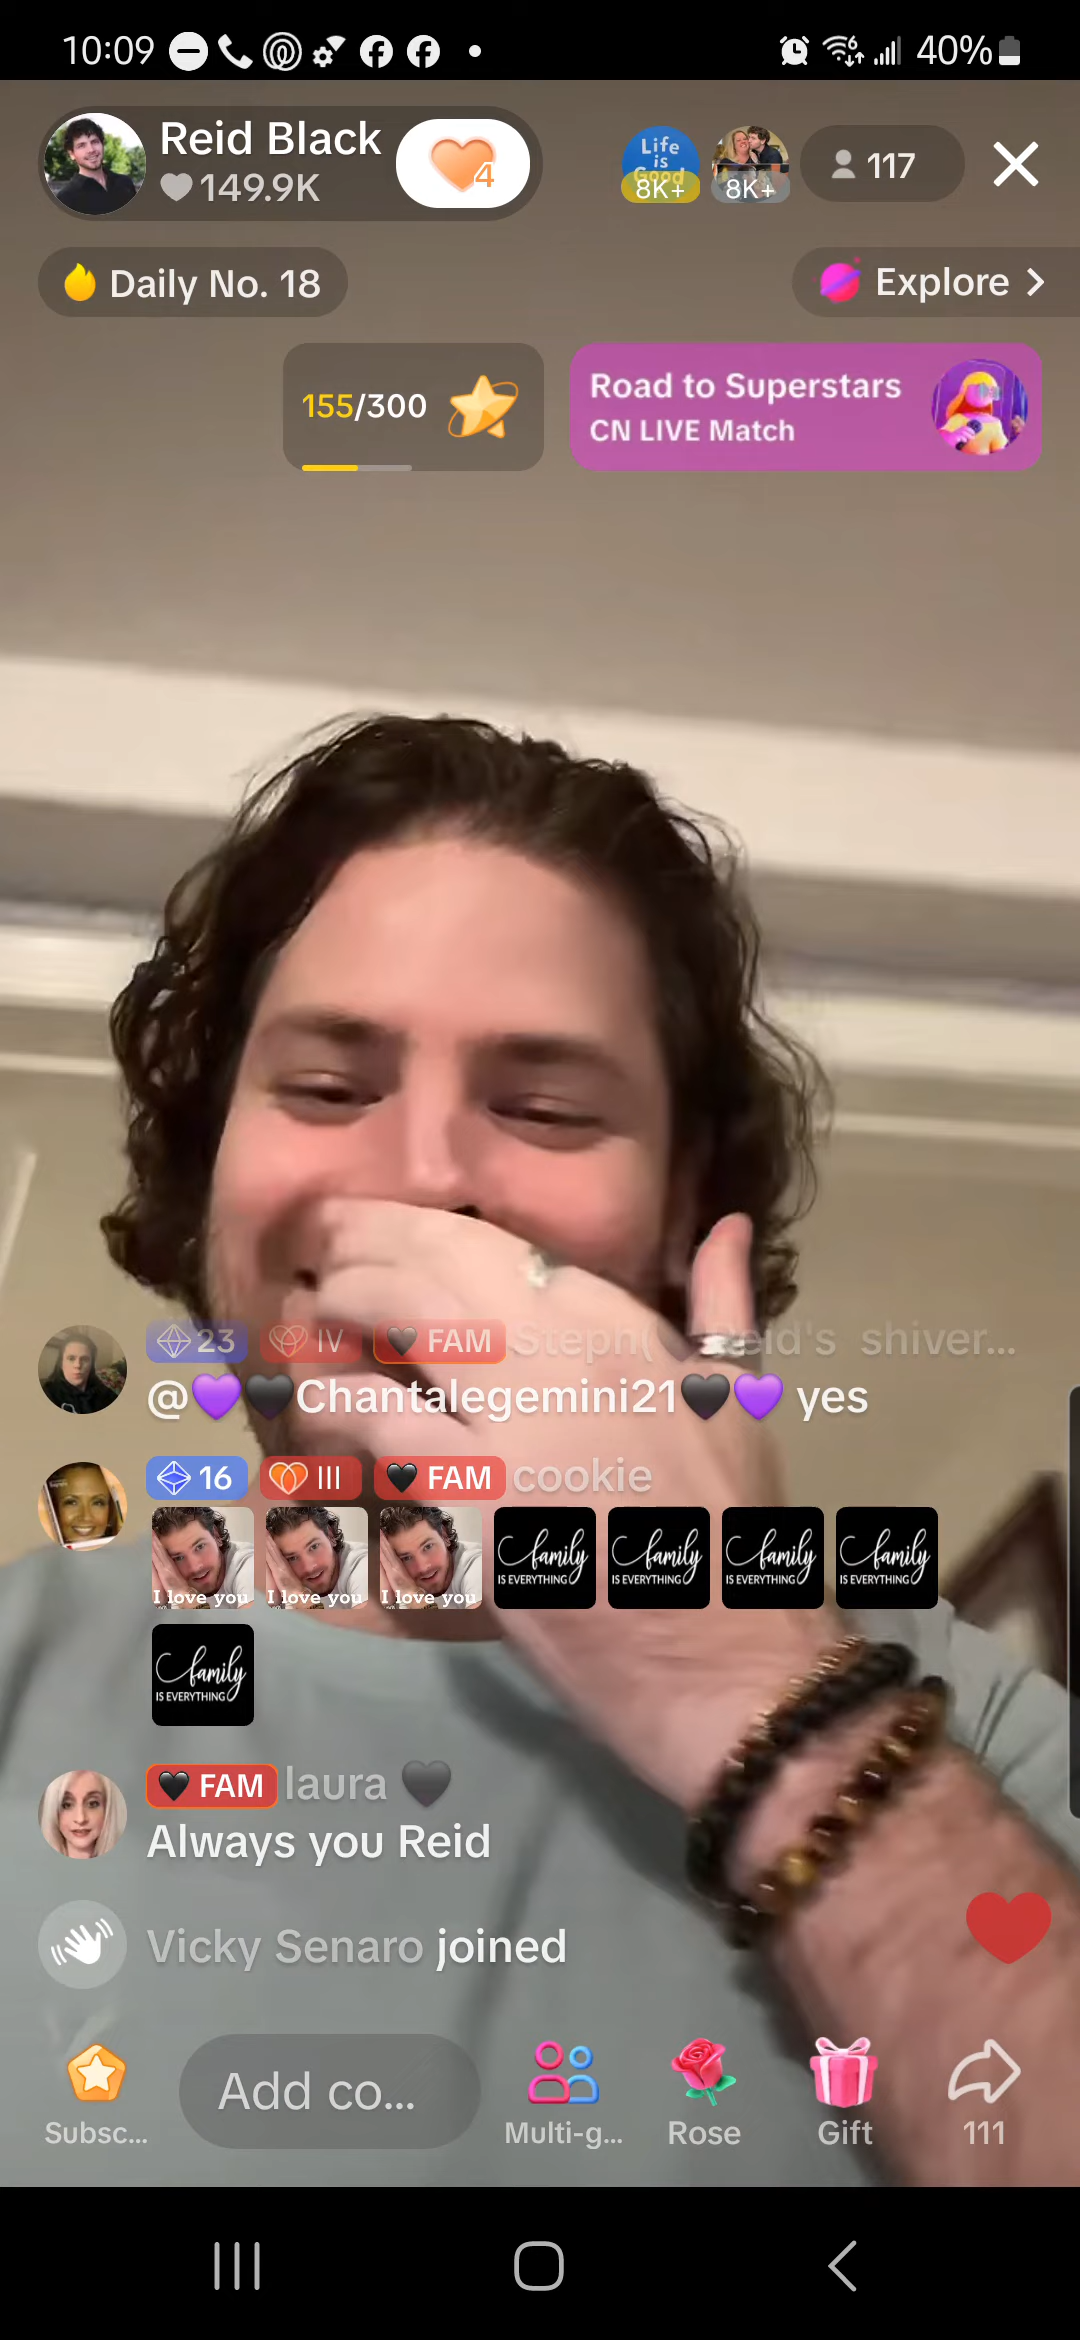 10:09
40%
Reid Black
149.9K
4
Life
is
Good
8K+
8K+
117
Daily No. 18
Explore
155/300
Road to Superstars
CN LIVE Match
23 IV FAM Steph( Reid's shiver...
@💜🖤Chantalegemini21🖤💜 yes
16 III FAM cookie
I love you I love you I love you
family family family family
IS EVERYTHING IS EVERYTHING IS EVERYTHING IS EVERYTHING
family
IS EVERYTHING
🖤 FAM laura 🖤
Always you Reid
Vicky Senaro joined
Add co...
Subsc... Multi-g... Rose Gift 111